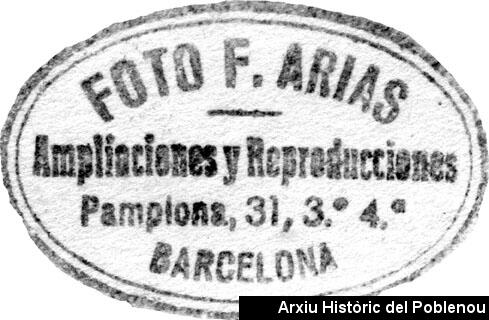 FOTO F. ARIAS
Ampliaciones y Reproducciones
Pamplona, 31, 3.º 4.ª
BARCELONA
Arxiu Històric del Poblenou